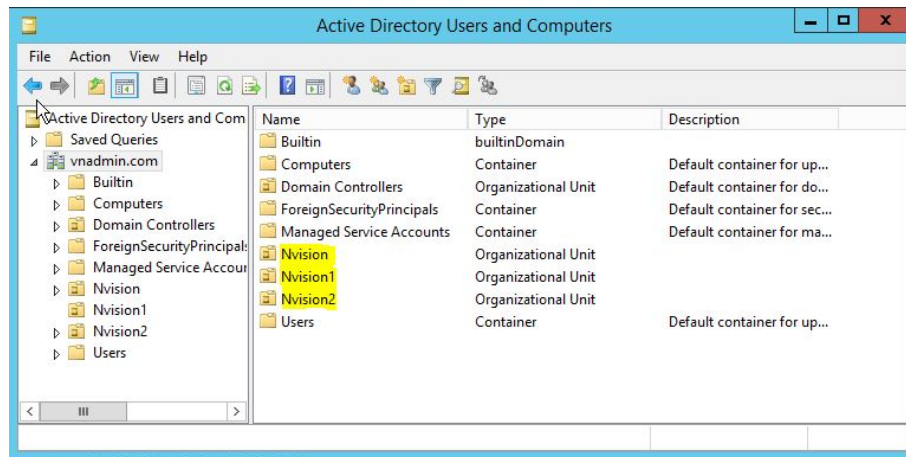 Active Directory Users and Computers
File Action View Help
Active Directory Users and Com
Saved Queries
vnadmin.com
Builtin
Computers
Domain Controllers
ForeignSecurityPrincipals
Managed Service Accour
Nvision
Nvision1
Nvision2
Users
Name Type Description
Builtin builtinDomain
Computers Container Default container for up...
Domain Controllers Organizational Unit Default container for do...
ForeignSecurityPrincipals Container Default container for sec...
Managed Service Accounts Container Default container for ma...
Nvision Organizational Unit
Nvision1 Organizational Unit
Nvision2 Organizational Unit
Users Container Default container for up...